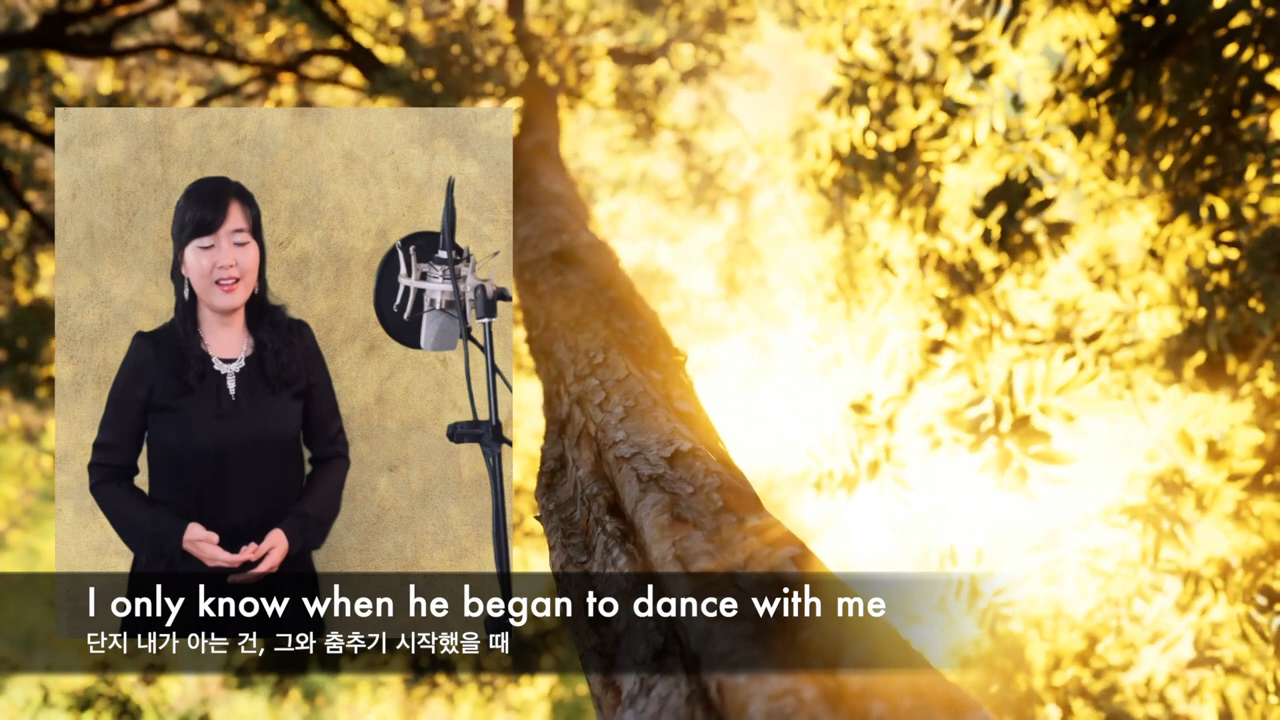 I only know when he began to dance with me
단지 내가 아는 건, 그와 춤추기 시작했을 때